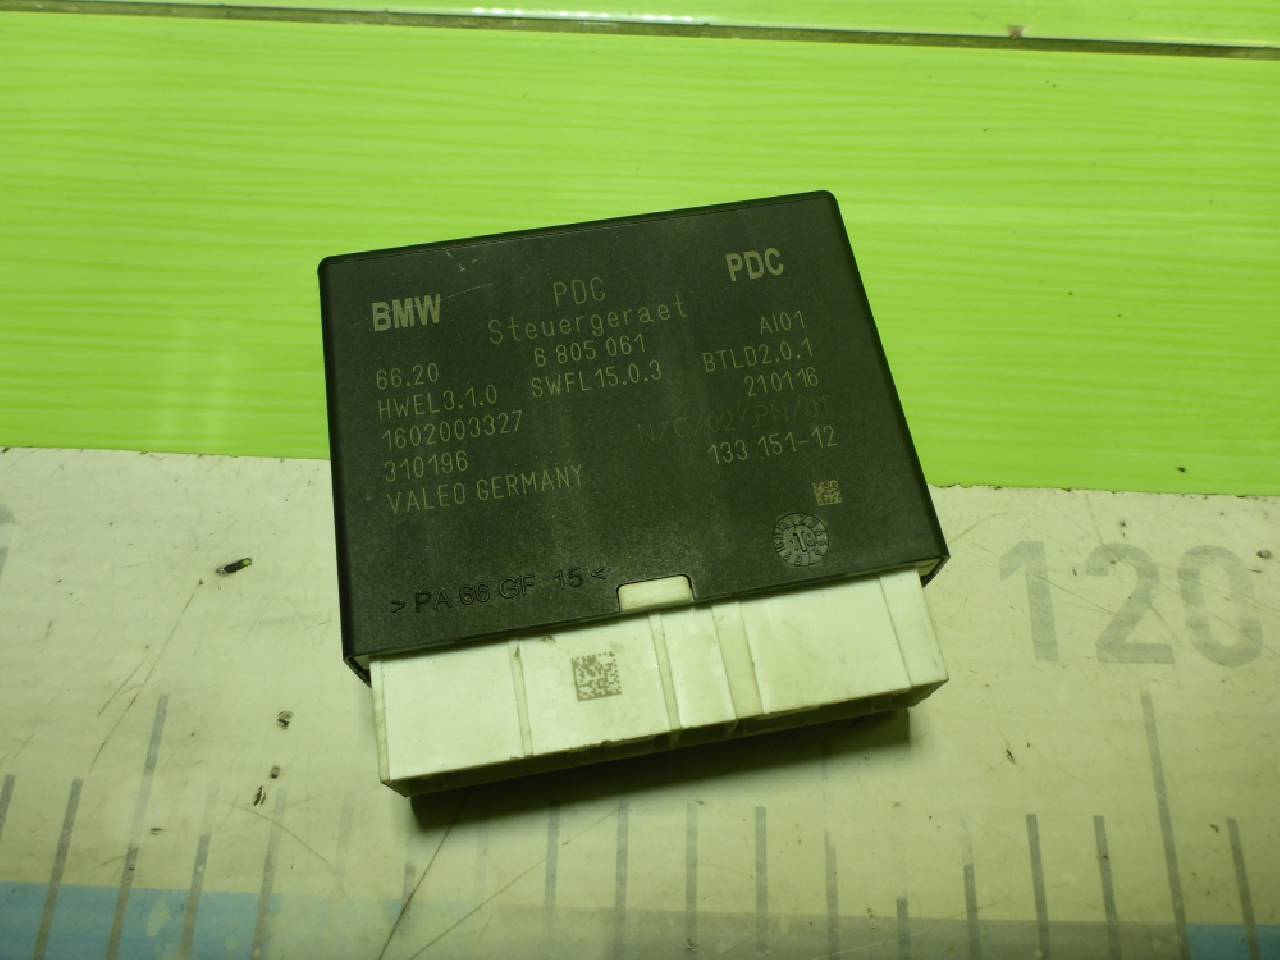 BMW PDC PDC
Steuergeraet
66.20 6 805 061 AI01
HWEL3.1.0 SWFL15.0.3 BTLD2.0.1
1602003327 210116
N/C/02/PN/01
310196 133 151-12
VALEO GERMANY
> PA 66 GF 15 <
120